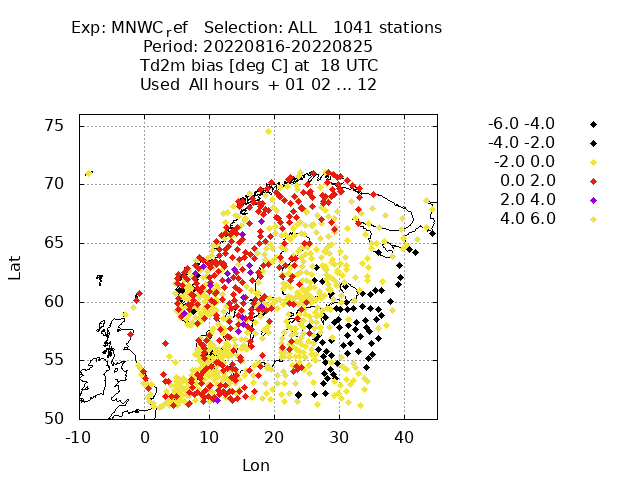 Exp: MNWCref   Selection: ALL   1041 stations
Period: 20220816-20220825
Td2m bias [deg C] at  18 UTC
Used  All hours  + 01 02 ... 12
-6.0 -4.0
-4.0 -2.0
-2.0 0.0
0.0 2.0
2.0 4.0
4.0 6.0
75
70
65
60
55
50
Lat
-10 0 10 20 30 40
Lon